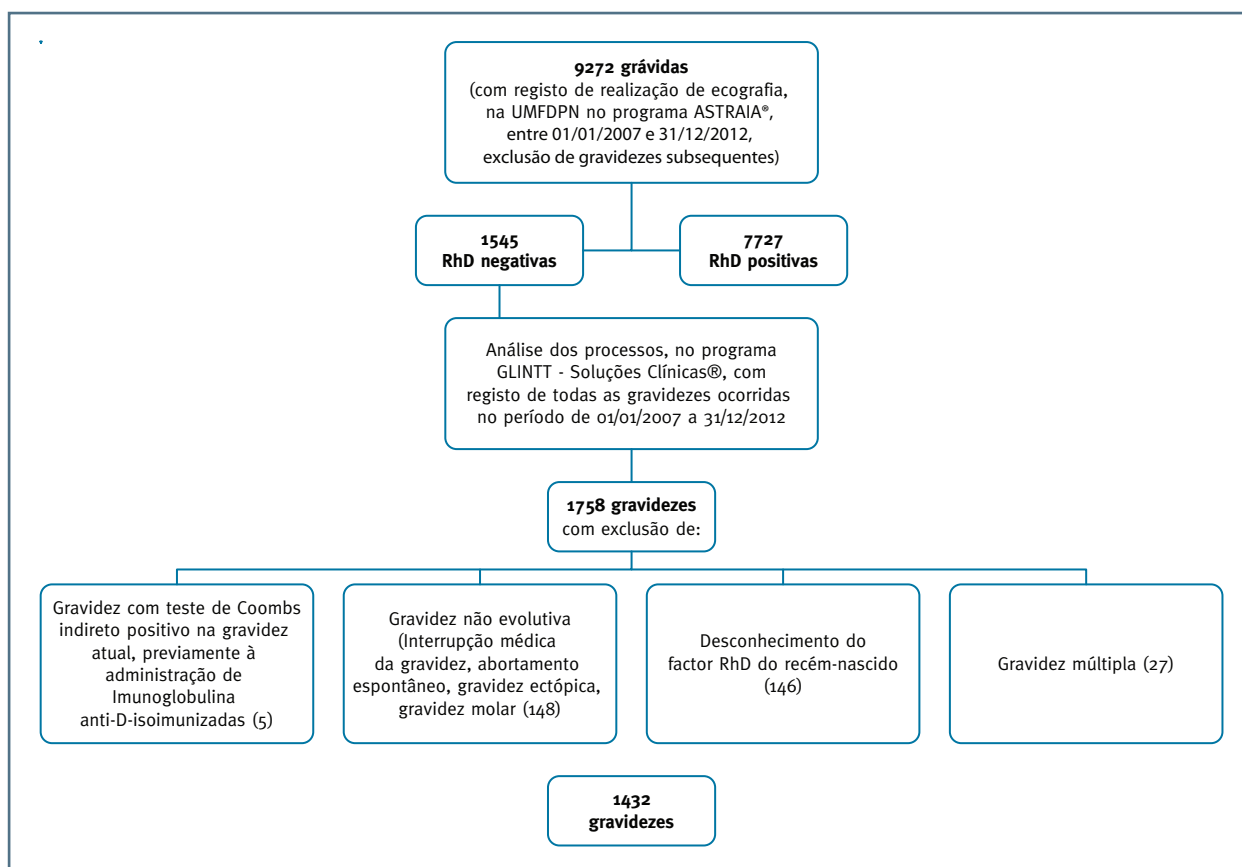 9272 grávidas
(com registo de realização de ecografia,
na UMFDPN no programa ASTRAIA®,
entre 01/01/2007 e 31/12/2012,
exclusão de gravidezes subsequentes)
1545
RhD negativas
7727
RhD positivas
Análise dos processos, no programa
GLINTT - Soluções Clínicas®, com
registo de todas as gravidezes ocorridas
no período de 01/01/2007 a 31/12/2012
1758 gravidezes
com exclusão de:
Gravidez com teste de Coombs
indireto positivo na gravidez
atual, previamente à
administração de
Imunoglobulina
anti-D-isoimunizadas (5)
Gravidez não evolutiva
(Interrupção médica
da gravidez, abortamento
espontâneo, gravidez ectópica,
gravidez molar (148)
Desconhecimento do
factor RhD do recém-nascido
(146)
Gravidez múltipla (27)
1432
gravidezes